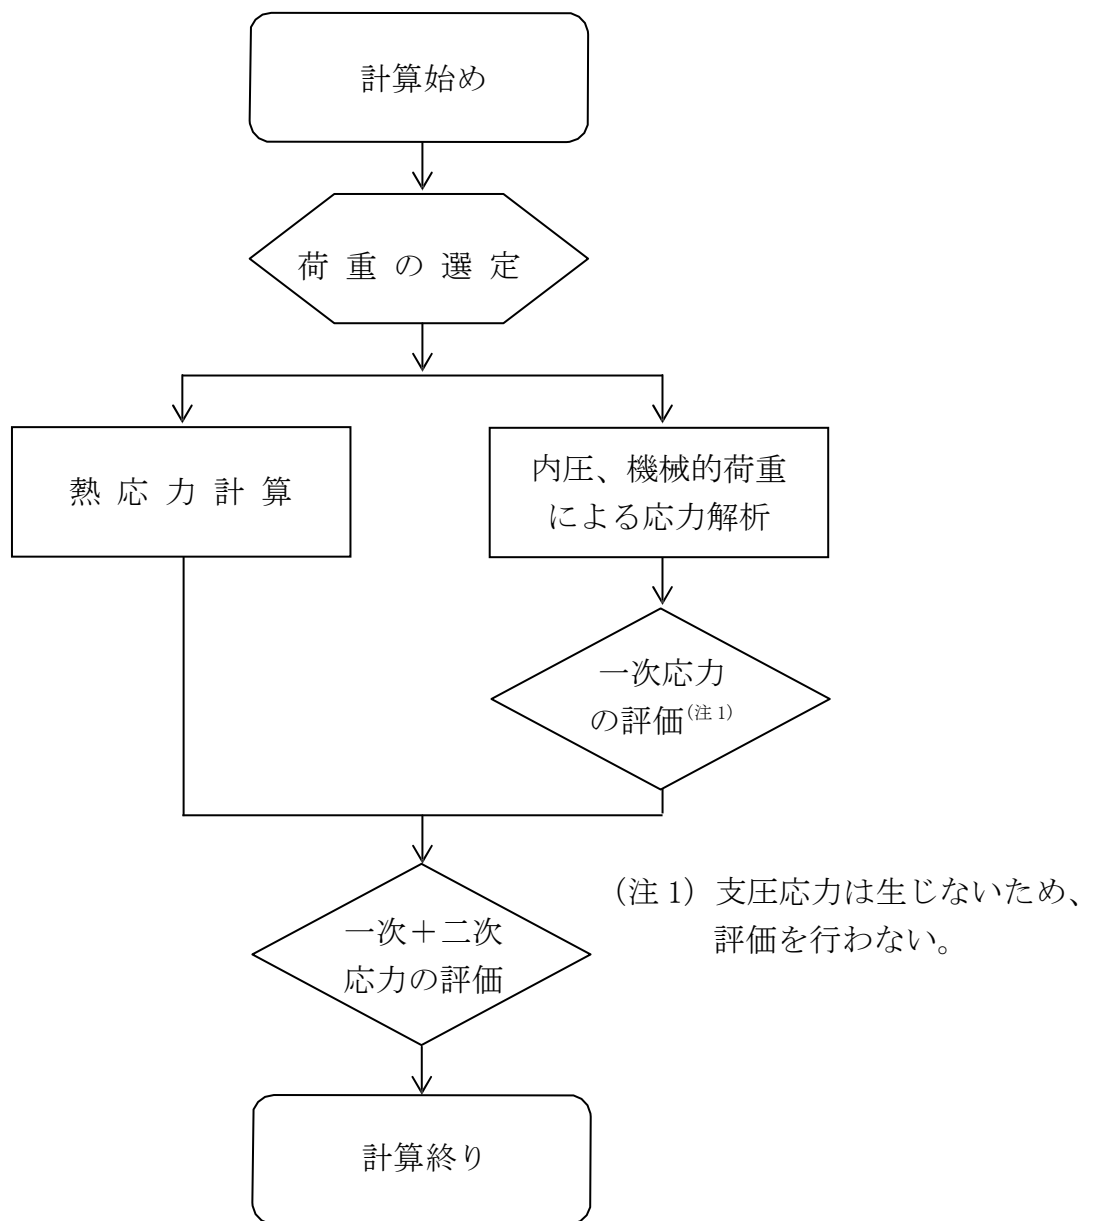 計算始め
荷 重 の 選 定
熱 応 力 計 算
内圧、機械的荷重
による応力解析
一次応力
の評価(注1)
(注1) 支圧応力は生じないため、
評価を行わない。
一次＋二次
応力の評価
計算終り